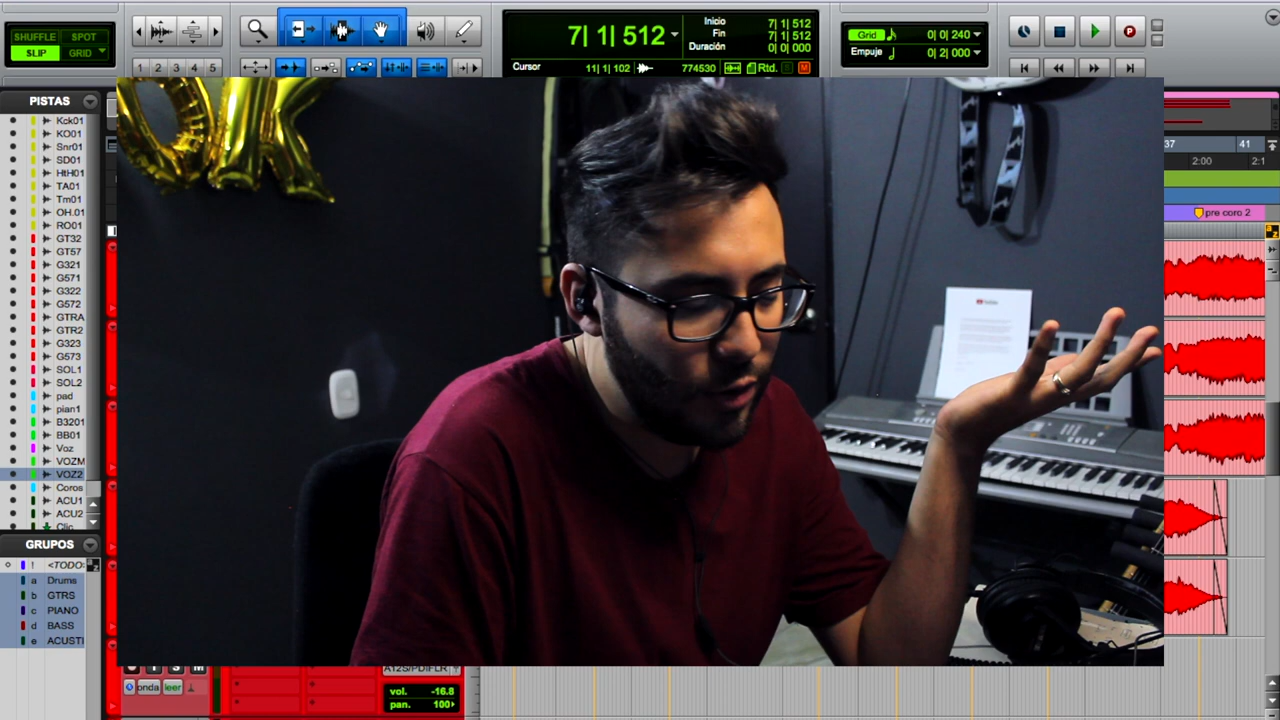 SHUFFLE SPOT
SLIP GRID
1 2 3 4 5
7| 1| 512
Inicio 7| 1| 512
Fin 7| 1| 512
Duración 0| 0| 000
Cursor 11| 1| 102 774530 Rtd.
Grid 0| 0| 240
Empuje 0| 2| 000
PISTAS
Kck01
KO01
Snr01
SD01
HtH01
TA01
Tm01
OH.01
RO01
GT32
GT57
G321
G571
G322
G572
GTRA
GTR2
G323
G573
SOL1
SOL2
pad
pian1
B3201
BB01
Voz
VOZM
VOZ2
Coros
ACU1
ACU2
Clic
GRUPOS
! <TODO>
a Drums
b GTRS
c PIANO
d BASS
e ACUSTI
OK
37 41
2:00 2:1
pre coro 2
onda leer
vol. -16.8
pan. 100